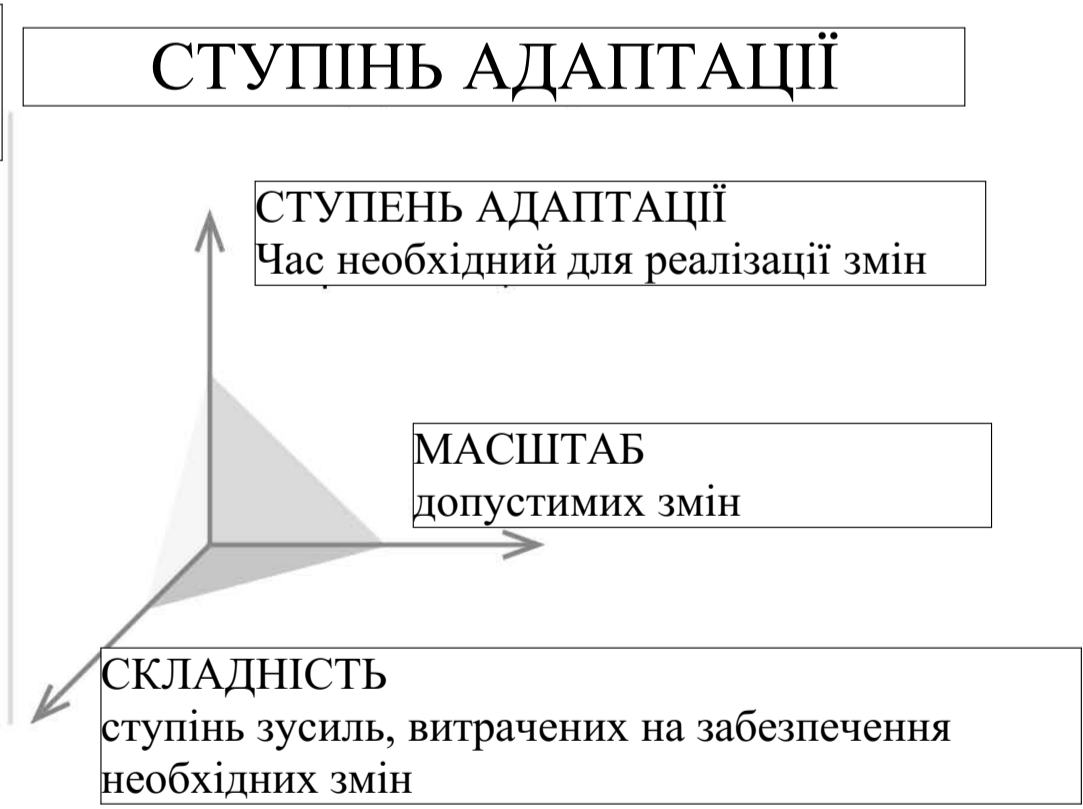 СТУПІНЬ АДАПТАЦІЇ
СТУПЕНЬ АДАПТАЦІЇ
Час необхідний для реалізації змін
МАСШТАБ
допустимих змін
СКЛАДНІСТЬ
ступінь зусиль, витрачених на забезпечення
необхідних змін